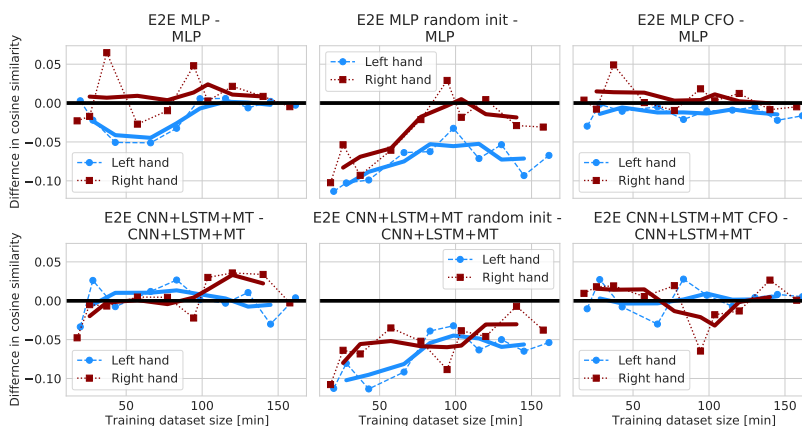 E2E MLP -
MLP
E2E MLP random init -
MLP
E2E MLP CFO -
MLP
Differnce in cosine similarity
0.05
0.00
−0.05
−0.10
Left hand
Right hand
Left hand
Right hand
Left hand
Right hand
E2E CNN+LSTM+MT -
CNN+LSTM+MT
E2E CNN+LSTM+MT random init -
CNN+LSTM+MT
E2E CNN+LSTM+MT CFO -
CNN+LSTM+MT
Differnce in cosine similarity
0.05
0.00
−0.05
−0.10
Left hand
Right hand
Left hand
Right hand
Left hand
Right hand
50 100 150
50 100 150
50 100 150
Training dataset size [min]
Training dataset size [min]
Training dataset size [min]